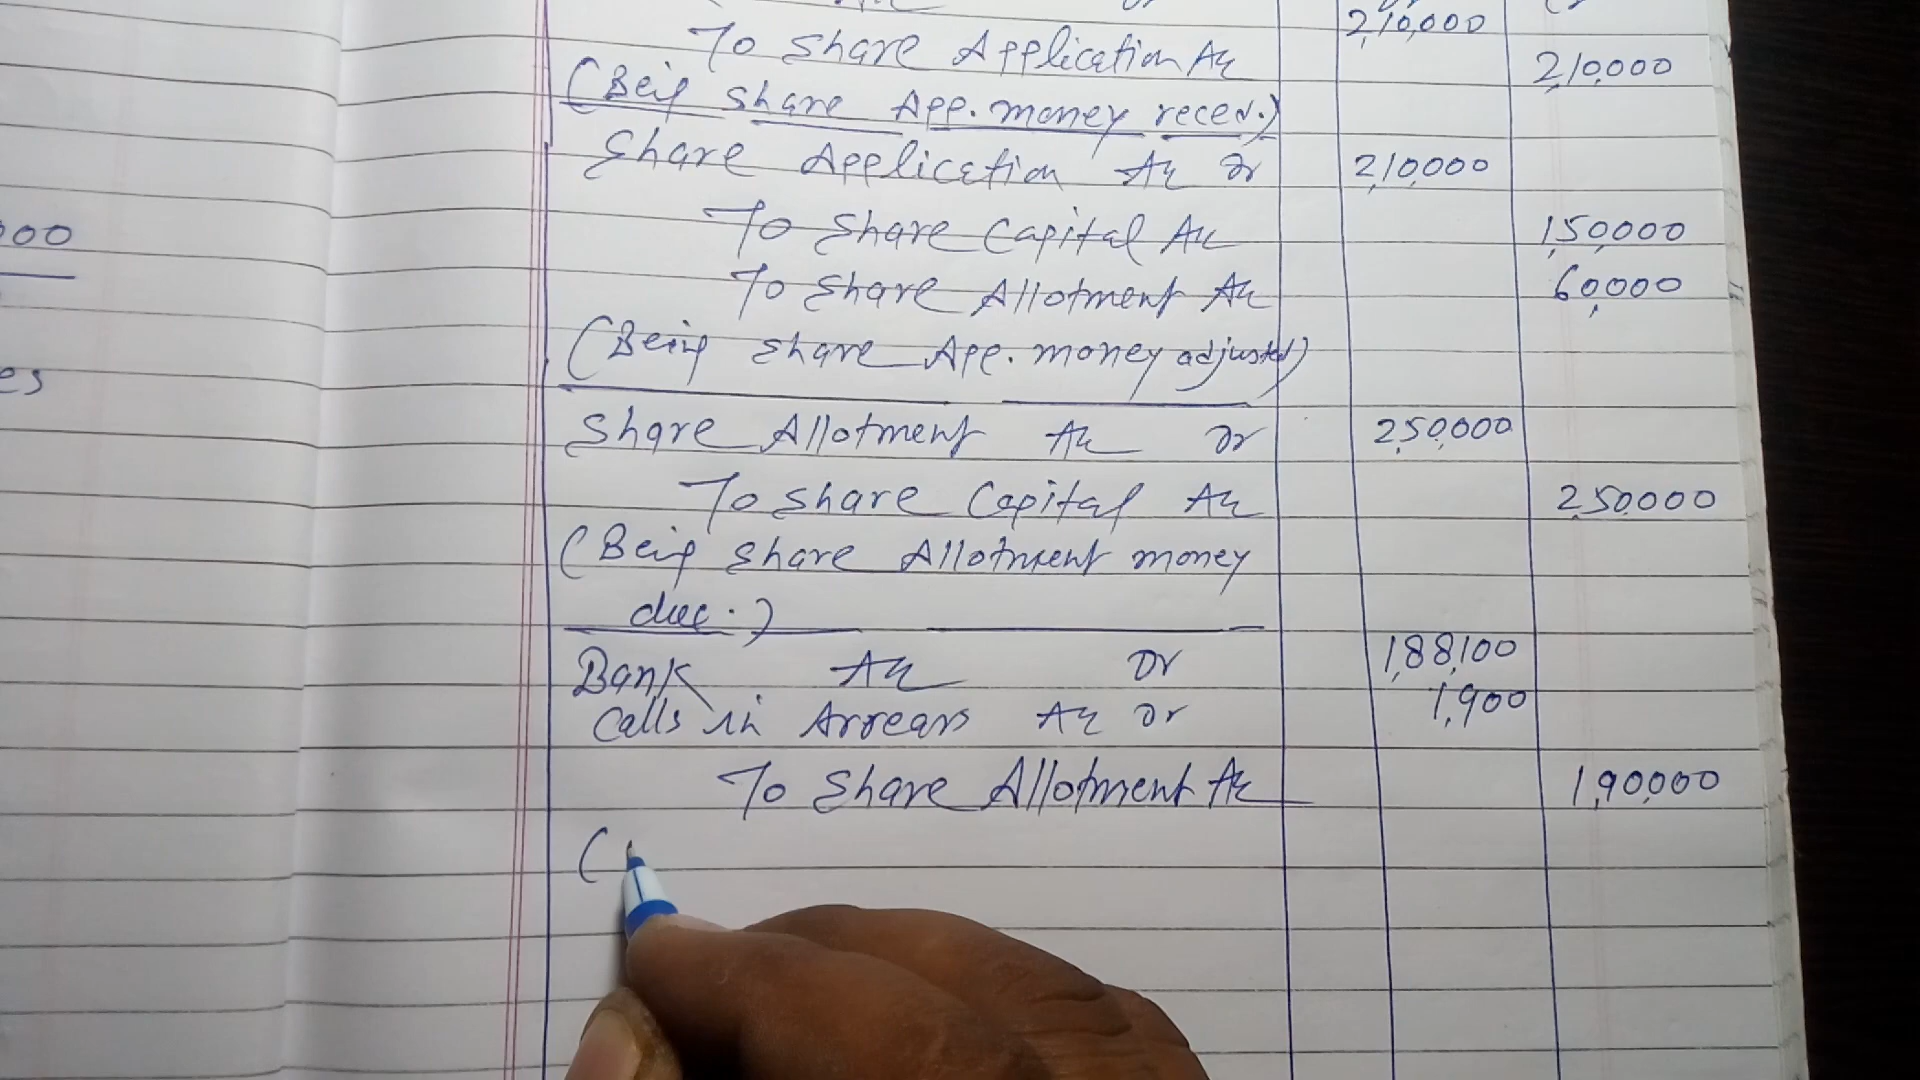 2,10,000
To Share Application A/c 2,10,000
(Being Share App. money reced.)
Share Application A/c Dr 2,10,000
To Share Capital A/c 1,50,000
To Share Allotment A/c 60,000
(Being Share App. money adjusted)
Share Allotment A/c Dr 2,50,000
To Share Capital A/c 2,50,000
(Being Share Allotment money
due.)
Bank A/c Dr 1,88,100
Calls in Arrears A/c Dr 1,900
To Share Allotment A/c 1,90,000
(
000
es